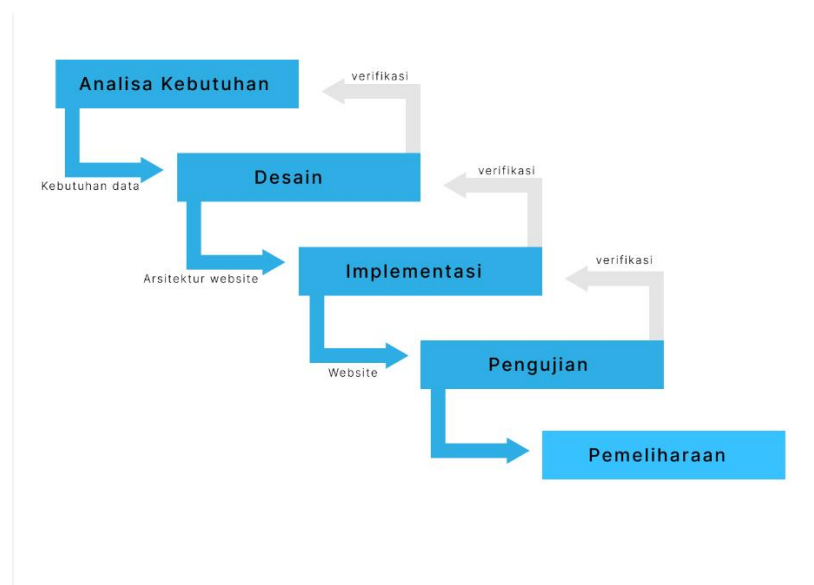 Analisa Kebutuhan
verifikasi
Kebutuhan data
Desain
verifikasi
Arsitektur website
Implementasi
verifikasi
Website
Pengujian
Pemeliharaan